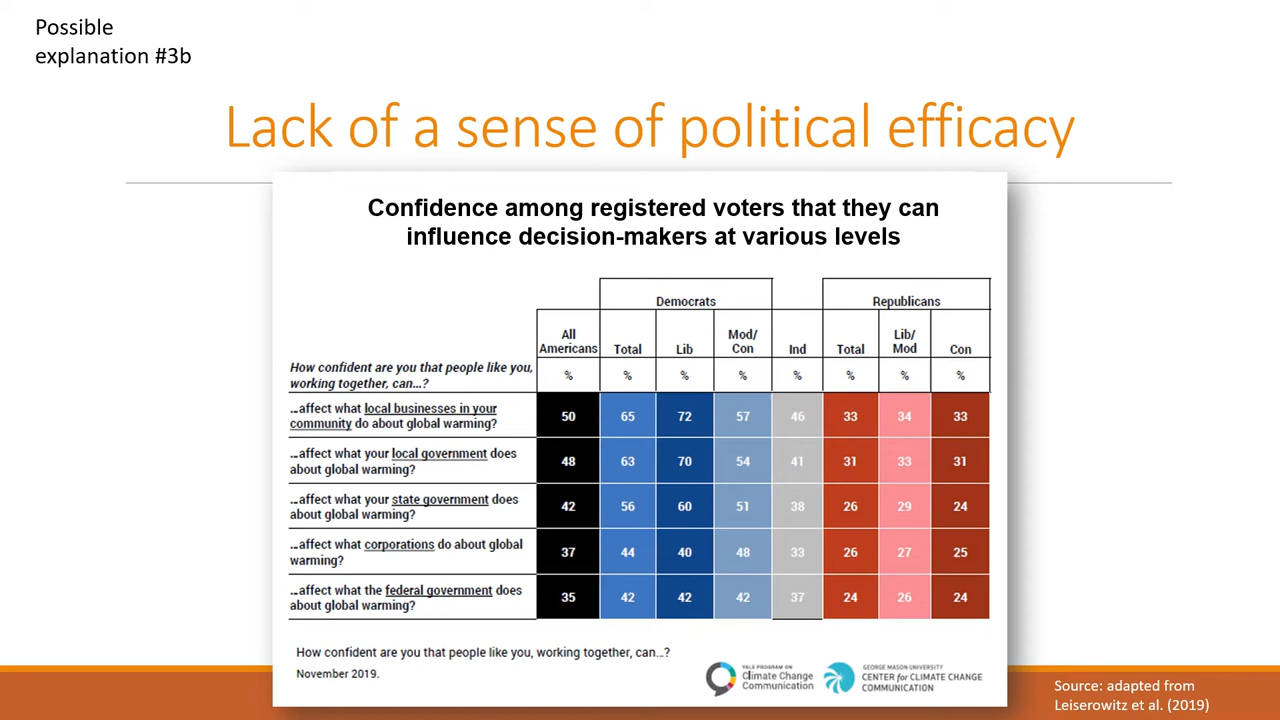 Possible
explanation #3b
Lack of a sense of political efficacy
Confidence among registered voters that they can
influence decision-makers at various levels
Democrats
Republicans
All
Americans
Total
Lib
Mod/
Con
Ind
Total
Lib/
Mod
Con
How confident are you that people like you,
working together, can...?
% % % % % % % %
...affect what local businesses in your
community do about global warming?
50 65 72 57 46 33 34 33
...affect what your local government does
about global warming?
48 63 70 54 41 31 33 31
...affect what your state government does
about global warming?
42 56 60 51 38 26 29 24
...affect what corporations do about global
warming?
37 44 40 48 33 26 27 25
...affect what the federal government does
about global warming?
35 42 42 42 37 24 26 24
How confident are you that people like you, working together, can...?
November 2019.
YALE PROGRAM ON
Climate Change
Communication
GEORGE MASON UNIVERSITY
CENTER for CLIMATE CHANGE
COMMUNICATION
Source: adapted from
Leiserowitz et al. (2019)